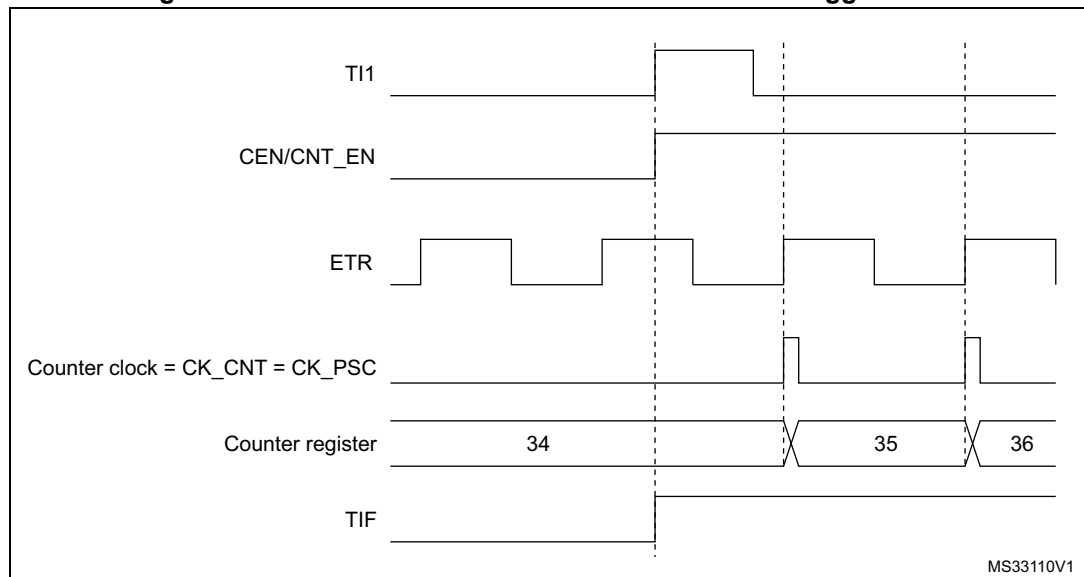 TI1
CEN/CNT_EN
ETR
Counter clock = CK_CNT = CK_PSC
Counter register
34
35
36
TIF
MS33110V1